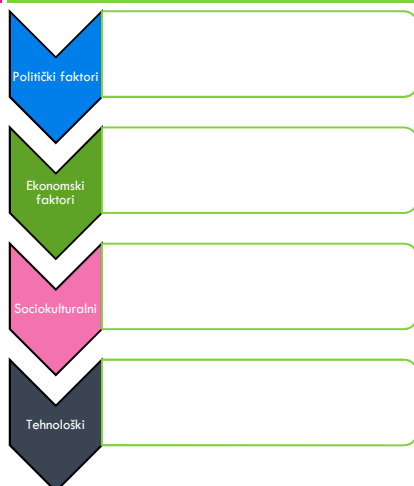 Politički faktori
Ekonomski
faktori
Sociokulturalni
Tehnološki